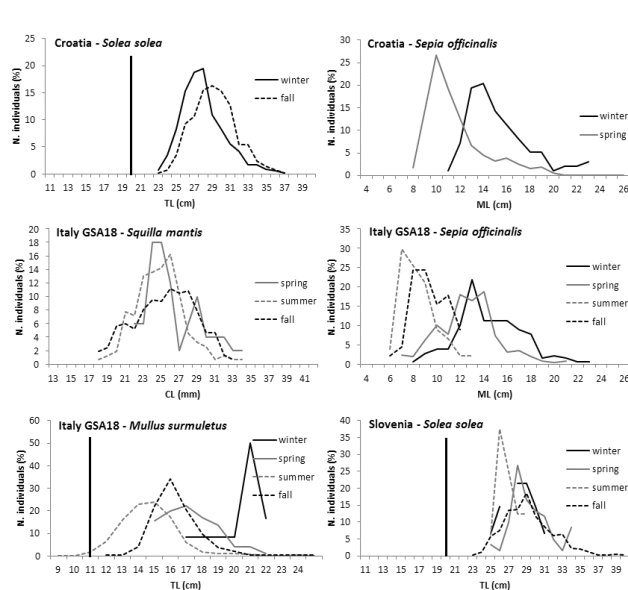 Croatia - Solea solea
N. individuals (%)
25
20
15
10
5
0
winter
fall
11 13 15 17 19 21 23 25 27 29 31 33 35 37 39
TL (cm)
Croatia - Sepia officinalis
N. individuals (%)
30
25
20
15
10
5
0
winter
spring
4 6 8 10 12 14 16 18 20 22 24 26
ML (cm)
Italy GSA18 - Squilla mantis
N. individuals (%)
20
18
16
14
12
10
8
6
4
2
0
spring
summer
fall
13 15 17 19 21 23 25 27 29 31 33 35 37 39 41
CL (mm)
Italy GSA18 - Sepia officinalis
N. individuals (%)
35
30
25
20
15
10
5
0
winter
spring
summer
fall
4 6 8 10 12 14 16 18 20 22 24 26
ML (cm)
Italy GSA18 - Mullus surmuletus
N. individuals (%)
60
50
40
30
20
10
0
winter
spring
summer
fall
9 10 11 12 13 14 15 16 17 18 19 20 21 22 23 24
TL (cm)
Slovenia - Solea solea
N. individuals (%)
40
35
30
25
20
15
10
5
0
winter
spring
summer
fall
11 13 15 17 19 21 23 25 27 29 31 33 35 37 39
TL (cm)